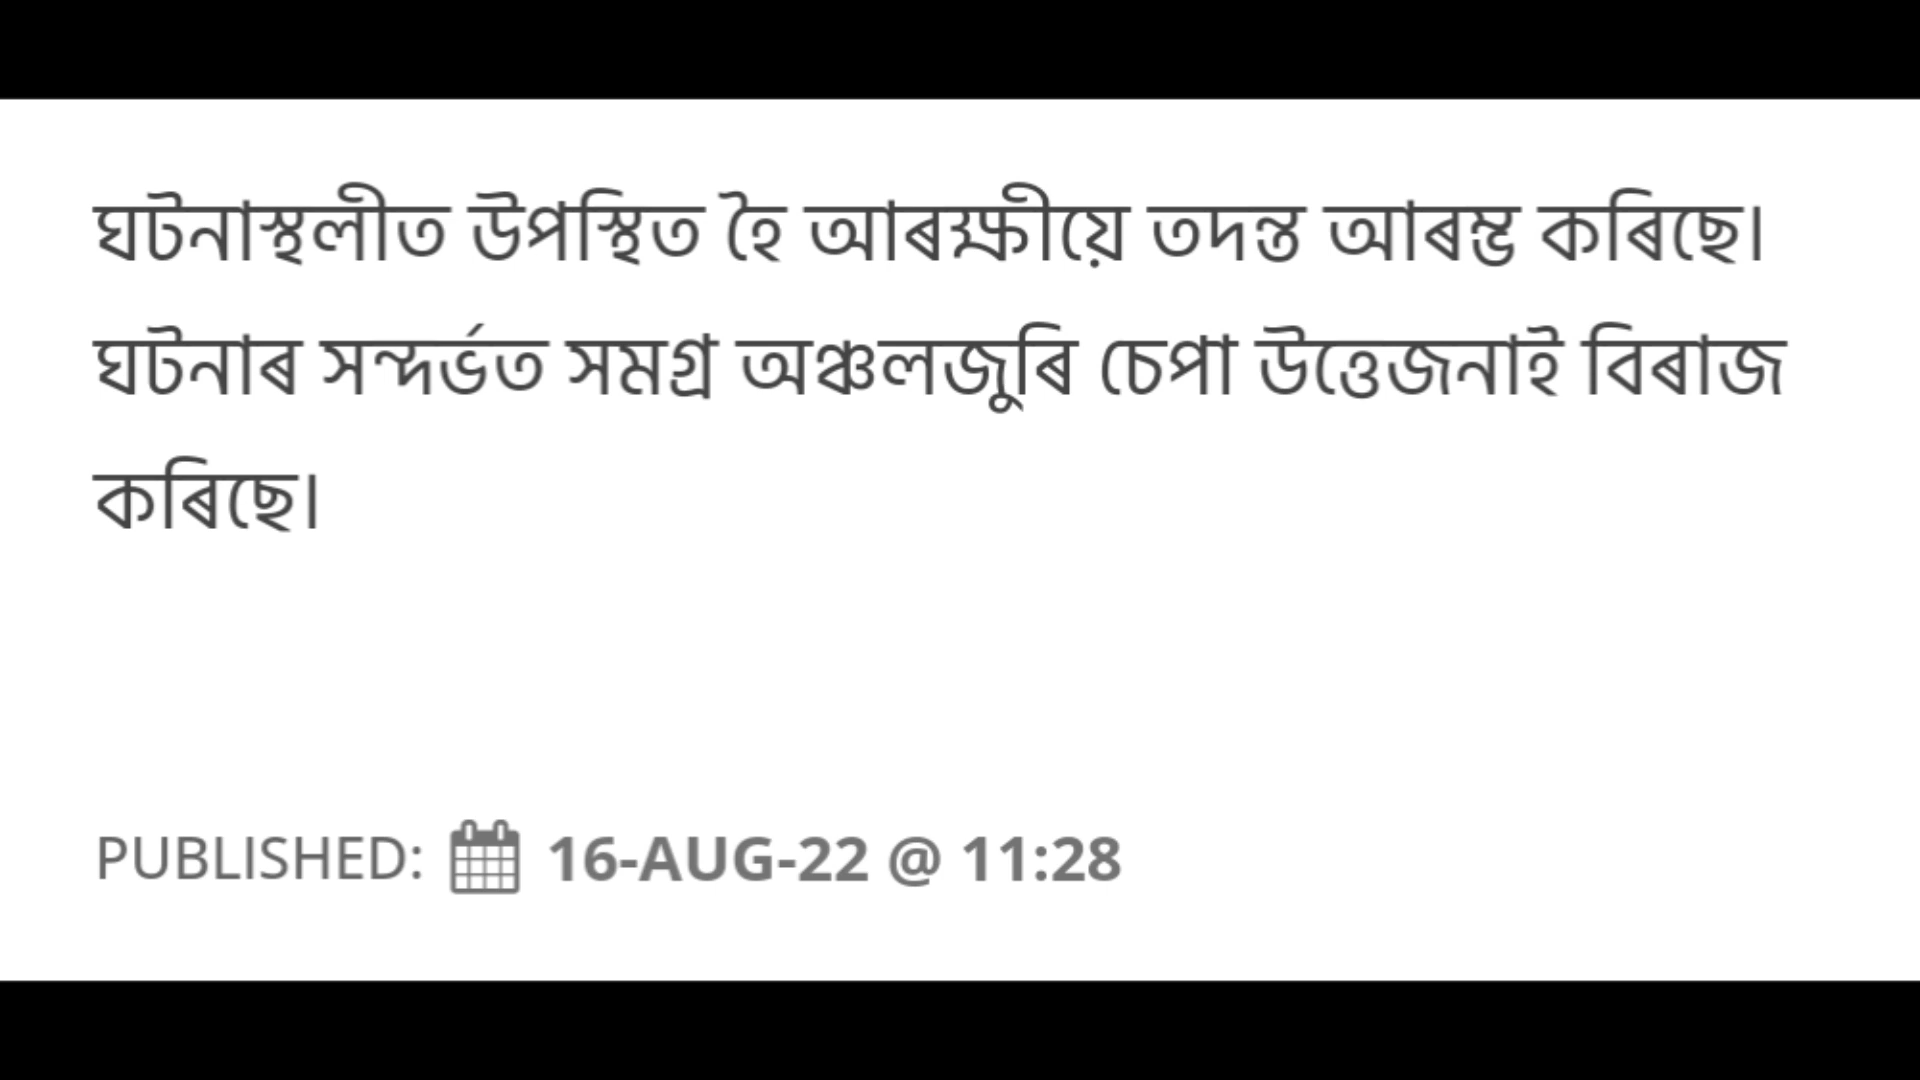 ঘটনাস্থলীত উপস্থিত হৈ আৰক্ষীয়ে তদন্ত আৰম্ভ কৰিছে।
ঘটনাৰ সন্দৰ্ভত সমগ্ৰ অঞ্চলজুৰি চেপা উত্তেজনাই বিৰাজ
কৰিছে।
PUBLISHED: 16-AUG-22 @ 11:28